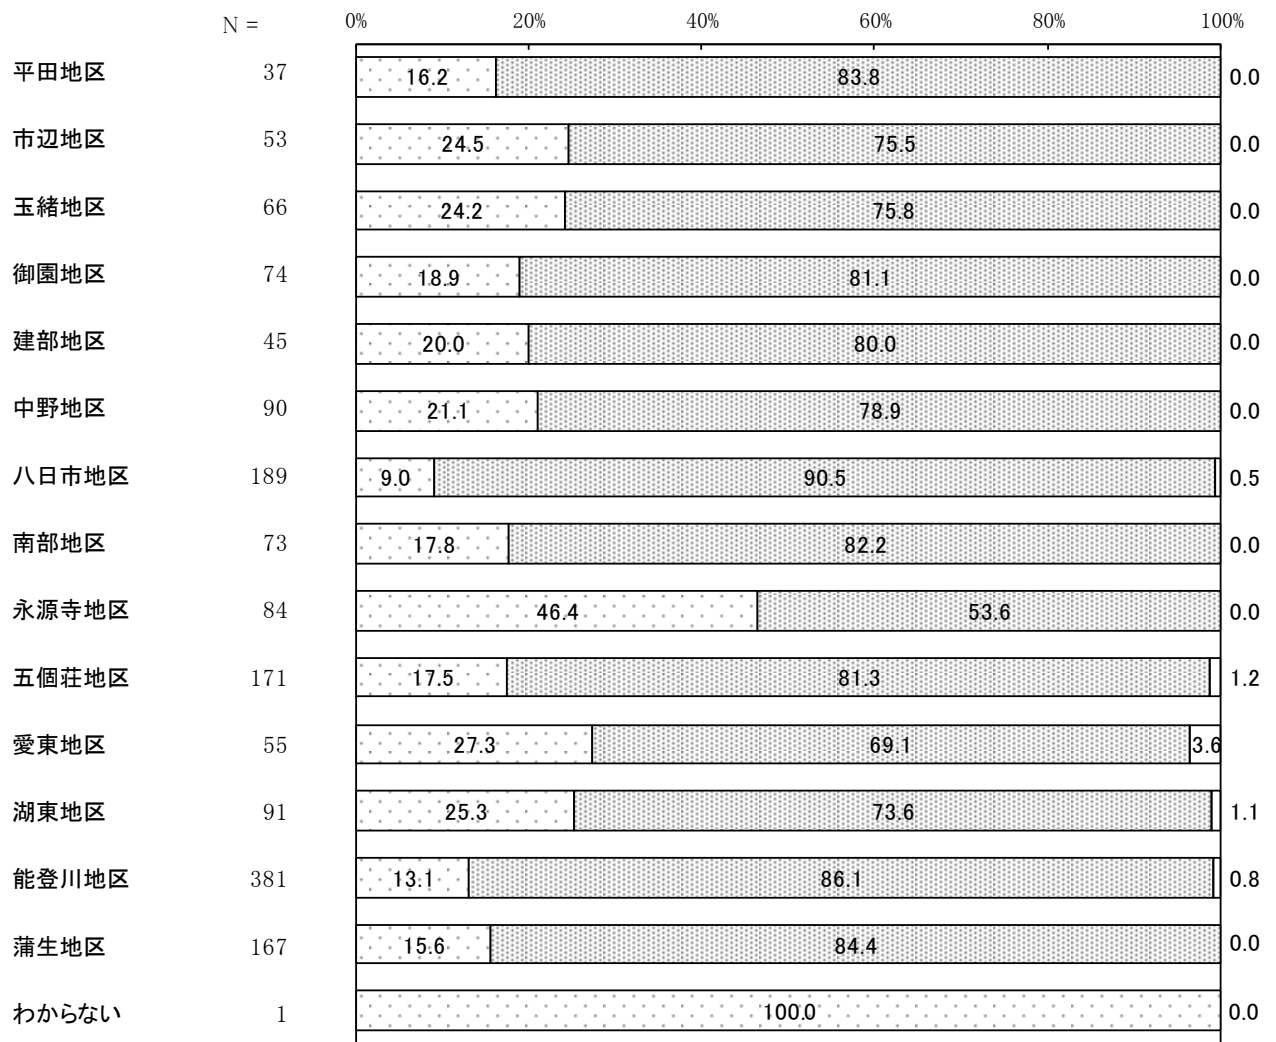 N = 0% 20% 40% 60% 80% 100%
平田地区 37 16.2 83.8 0.0
市辺地区 53 24.5 75.5 0.0
玉緒地区 66 24.2 75.8 0.0
御園地区 74 18.9 81.1 0.0
建部地区 45 20.0 80.0 0.0
中野地区 90 21.1 78.9 0.0
八日市地区 189 9.0 90.5 0.5
南部地区 73 17.8 82.2 0.0
永源寺地区 84 46.4 53.6 0.0
五個荘地区 171 17.5 81.3 1.2
愛東地区 55 27.3 69.1 3.6
湖東地区 91 25.3 73.6 1.1
能登川地区 381 13.1 86.1 0.8
蒲生地区 167 15.6 84.4 0.0
わからない 1 100.0 0.0